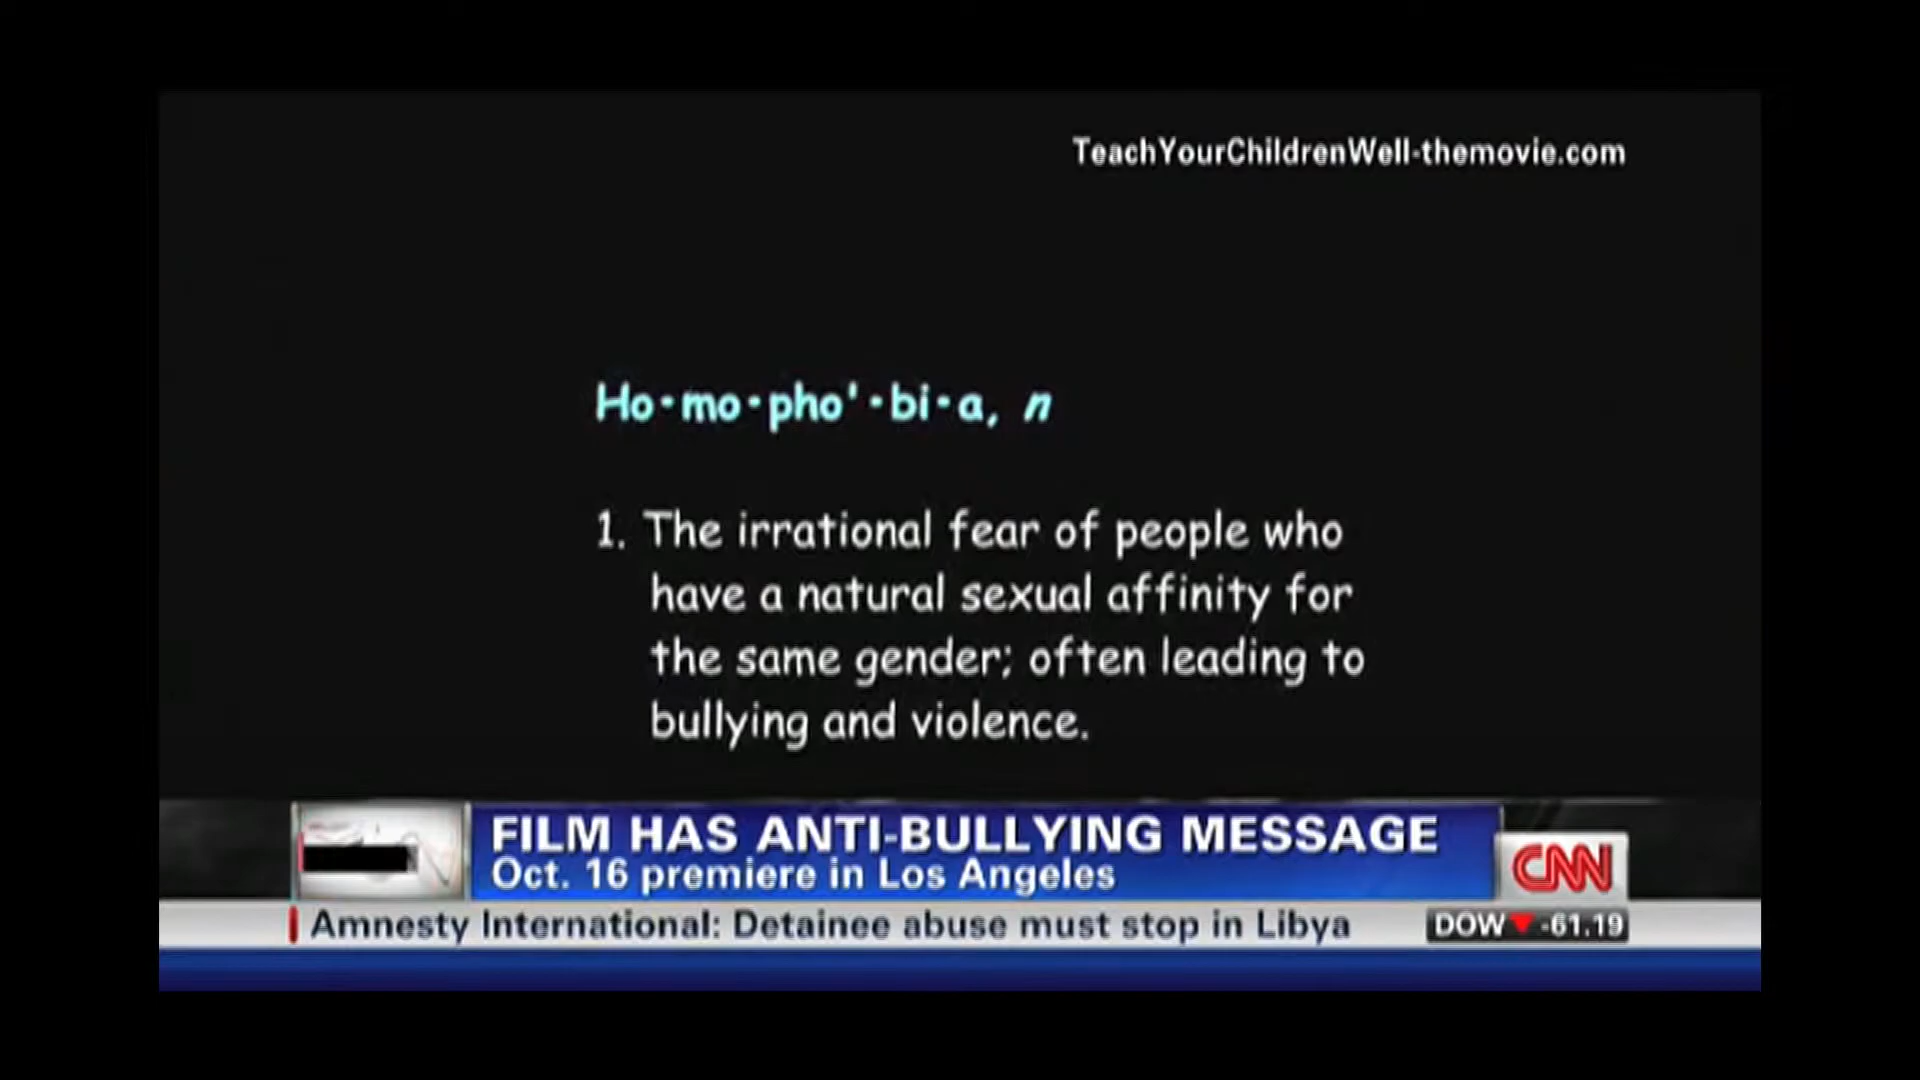 TeachYourChildrenWell-themovie.com
Ho·mo·pho'·bi·a, n
1. The irrational fear of people who
have a natural sexual affinity for
the same gender; often leading to
bullying and violence.
FILM HAS ANTI-BULLYING MESSAGE
Oct. 16 premiere in Los Angeles
CNN
Amnesty International: Detainee abuse must stop in Libya
DOW ▼ -61.19